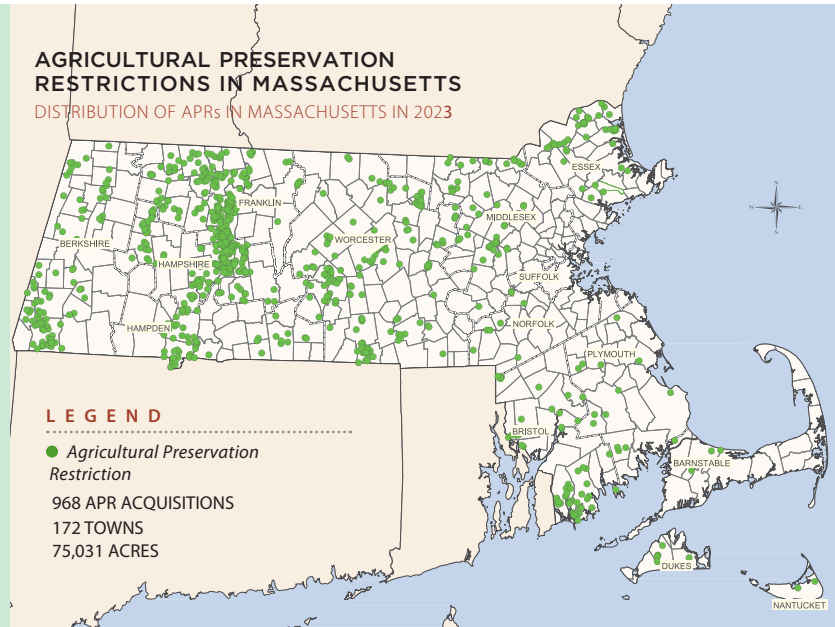 AGRICULTURAL PRESERVATION
RESTRICTIONS IN MASSACHUSETTS
DISTRIBUTION OF APRs IN MASSACHUSETTS IN 2023
ESSEX
N
W E
S
FRANKLIN
MIDDLESEX
BERKSHIRE
WORCESTER
HAMPSHIRE
SUFFOLK
HAMPDEN
NORFOLK
PLYMOUTH
LEGEND
Agricultural Preservation
Restriction
968 APR ACQUISITIONS
172 TOWNS
75,031 ACRES
BRISTOL
BARNSTABLE
DUKES
NANTUCKET